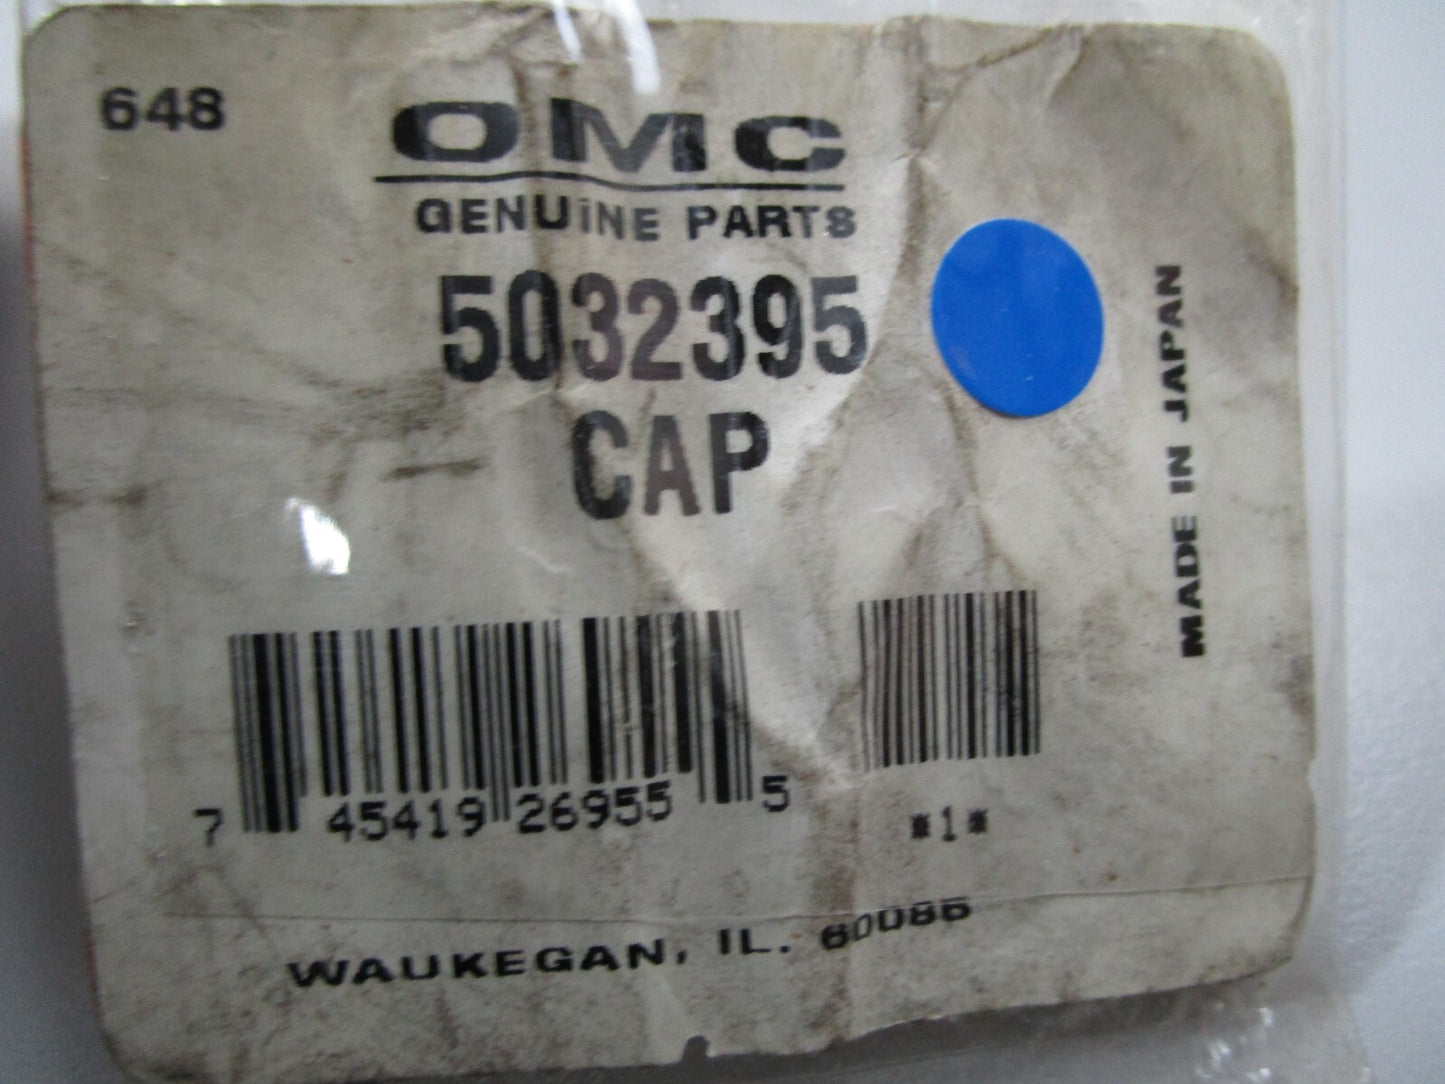 648
OMC
GENUiNE PARTS
5032395
CAP
MADE IN JAPAN
7 45419 26955 5
*1*
WAUKEGAN, IL. 60085